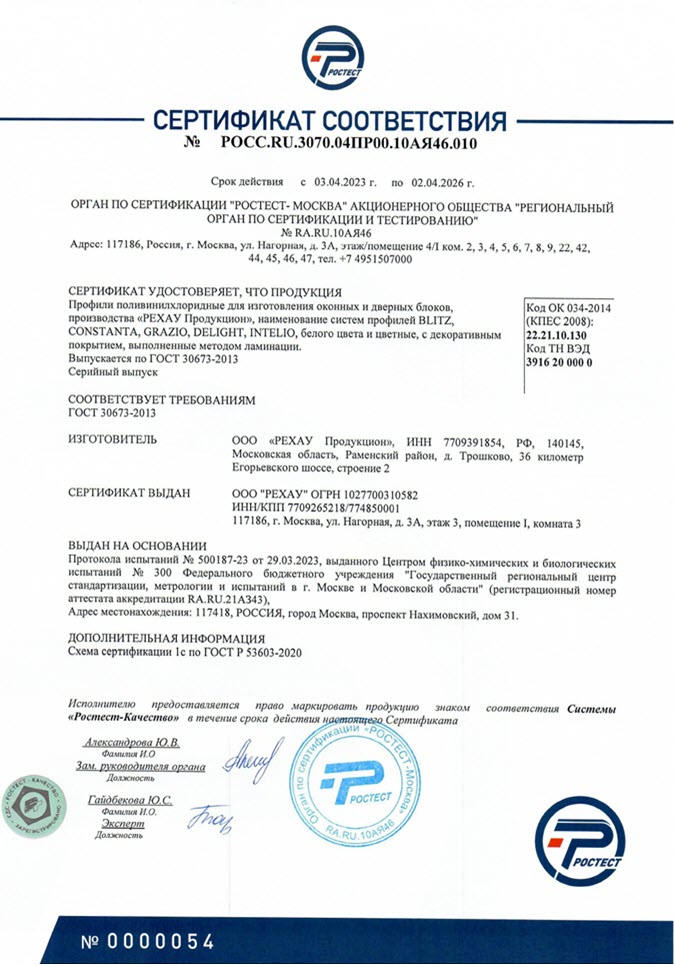 РОСТЕСТ
СЕРТИФИКАТ СООТВЕТСТВИЯ
№ РОСС.RU.3070.04ПР00.10АЯ46.010
Срок действия с 03.04.2023 г. по 02.04.2026 г.
ОРГАН ПО СЕРТИФИКАЦИИ "РОСТЕСТ- МОСКВА" АКЦИОНЕРНОГО ОБЩЕСТВА "РЕГИОНАЛЬНЫЙ
ОРГАН ПО СЕРТИФИКАЦИИ И ТЕСТИРОВАНИЮ"
№ RA.RU.10АЯ46
Адрес: 117186, Россия, г. Москва, ул. Нагорная, д. 3А, этаж/помещение 4/I ком. 2, 3, 4, 5, 6, 7, 8, 9, 22, 42,
44, 45, 46, 47, тел. +7 4951507000
СЕРТИФИКАТ УДОСТОВЕРЯЕТ, ЧТО ПРОДУКЦИЯ
Профили поливинилхлоридные для изготовления оконных и дверных блоков,
производства «РЕХАУ Продукцион», наименование систем профилей BLITZ,
CONSTANTA, GRAZIO, DELIGHT, INTELIO, белого цвета и цветные, с декоративным
покрытием, выполненные методом ламинации.
Выпускается по ГОСТ 30673-2013
Серийный выпуск
Код ОК 034-2014
(КПЕС 2008):
22.21.10.130
Код ТН ВЭД
3916 20 000 0
СООТВЕТСТВУЕТ ТРЕБОВАНИЯМ
ГОСТ 30673-2013
ИЗГОТОВИТЕЛЬ
ООО «РЕХАУ Продукцион», ИНН 7709391854, РФ, 140145,
Московская область, Раменский район, д. Трошково, 36 километр
Егорьевского шоссе, строение 2
СЕРТИФИКАТ ВЫДАН
ООО "РЕХАУ" ОГРН 1027700310582
ИНН/КПП 7709265218/774850001
117186, г. Москва, ул. Нагорная, д. 3А, этаж 3, помещение I, комната 3
ВЫДАН НА ОСНОВАНИИ
Протокола испытаний № 500187-23 от 29.03.2023, выданного Центром физико-химических и биологических
испытаний № 300 Федерального бюджетного учреждения "Государственный региональный центр
стандартизации, метрологии и испытаний в г. Москве и Московской области" (регистрационный номер
аттестата аккредитации RA.RU.21АЗ43),
Адрес местонахождения: 117418, РОССИЯ, город Москва, проспект Нахимовский, дом 31.
ДОПОЛНИТЕЛЬНАЯ ИНФОРМАЦИЯ
Схема сертификации 1с по ГОСТ Р 53603-2020
Исполнителю предоставляется право маркировать продукцию знаком соответствия Системы
«Ростест-Качество» в течение срока действия настоящего Сертификата
Александрова Ю.В.
Фамилия И.О
Зам. руководителя органа
Должность
Гайдбекова Ю.С.
Фамилия И.О.
Эксперт
Должность
СДС «РОСТЕСТ-КАЧЕСТВО»
ЗАРЕГИСТРИРОВАНО
Орган по сертификации «РОСТЕСТ-Москва»
РОСТЕСТ
RA.RU.10АЯ46
РОСТЕСТ
№ 0000054